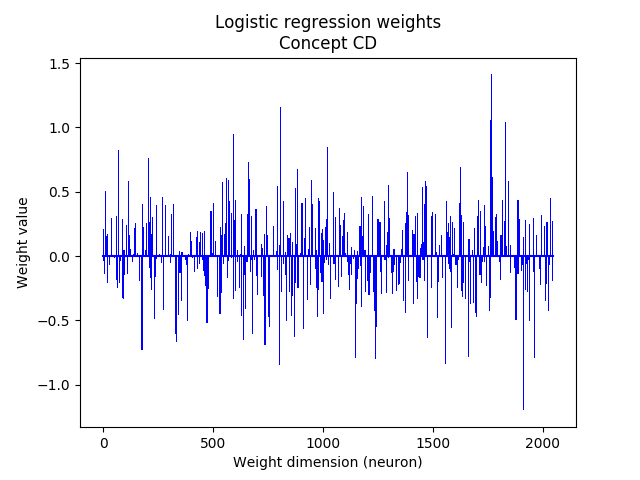 Logistic regression weights
Concept CD
1.5
1.0
0.5
0.0
−0.5
−1.0
Weight value
0 500 1000 1500 2000
Weight dimension (neuron)